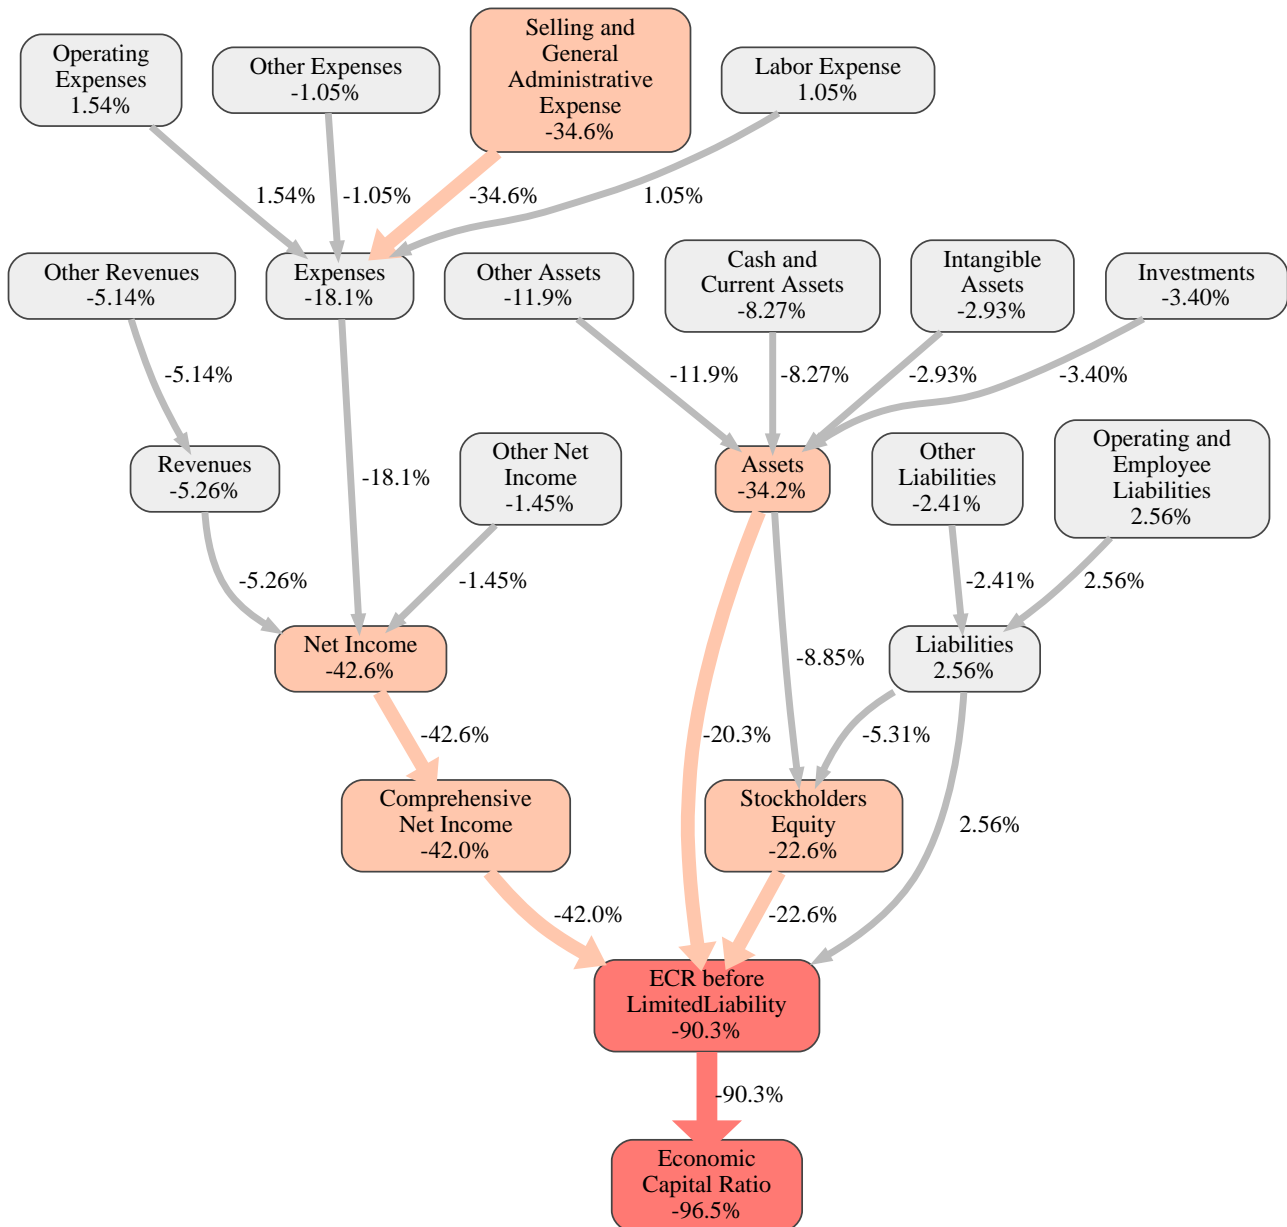 Operating
Expenses
1.54%
Other Expenses
-1.05%
Selling and
General
Administrative
Expense
-34.6%
Labor Expense
1.05%
1.54%
-1.05%
-34.6%
1.05%
Other Revenues
-5.14%
Expenses
-18.1%
Other Assets
-11.9%
Cash and
Current Assets
-8.27%
Intangible
Assets
-2.93%
Investments
-3.40%
-5.14%
-11.9%
-8.27%
-2.93%
-3.40%
Revenues
-5.26%
-18.1%
Other Net
Income
-1.45%
Assets
-34.2%
Other
Liabilities
-2.41%
Operating and
Employee
Liabilities
2.56%
-5.26%
-1.45%
-2.41%
2.56%
Net Income
-42.6%
-8.85%
Liabilities
2.56%
-42.6%
-20.3%
-5.31%
Comprehensive
Net Income
-42.0%
Stockholders
Equity
-22.6%
2.56%
-42.0%
-22.6%
ECR before
LimitedLiability
-90.3%
-90.3%
Economic
Capital Ratio
-96.5%